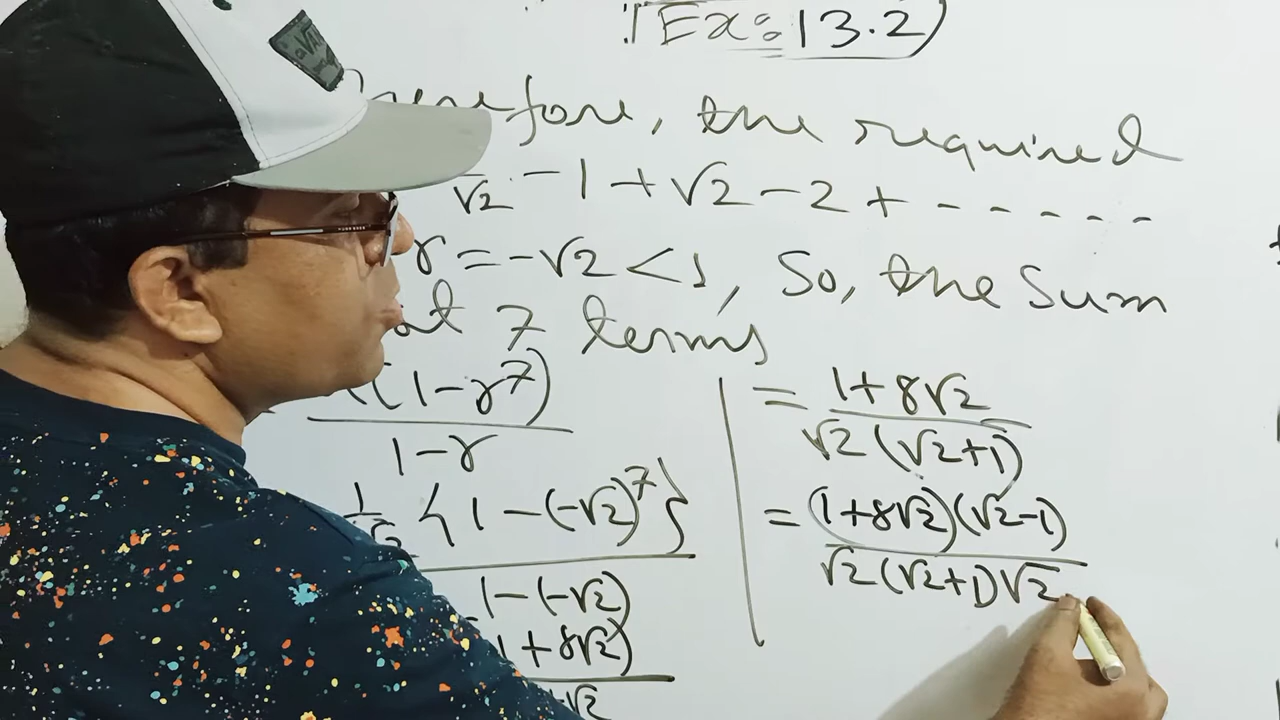 (Ex: 13.2)
the required
√2 - 1 + √2 - 2 + - - - - - -
r = -√2 < 1, So, the Sum
7 terms
(1 - r^7)
1 - r
1/√2 {1 - (-√2)^7}
1 - (-√2)
1 + 8√2)
√2
= 1 + 8√2
√2 (√2 + 1)
= (1 + 8√2)(√2 - 1)
√2 (√2 + 1) √2